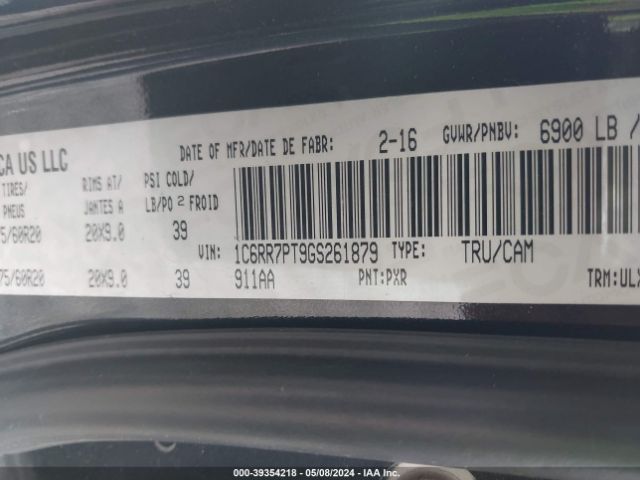 DATE OF MFR/DATE DE FABR: 2-16 GVWR/PNBV: 6900 LB /
CA US LLC
TIRES/ RIMS AT/ PSI COLD/
PNEUS JANTES A LB/PO 2 FROID
5/60R20 20X9.0 39
VIN: 1C6RR7PT9GS261879 TYPE: TRU/CAM
75/60R20 20X9.0 39 911AA PNT:PXR TRM:ULX
000-39354218 - 05/08/2024 - IAA Inc.